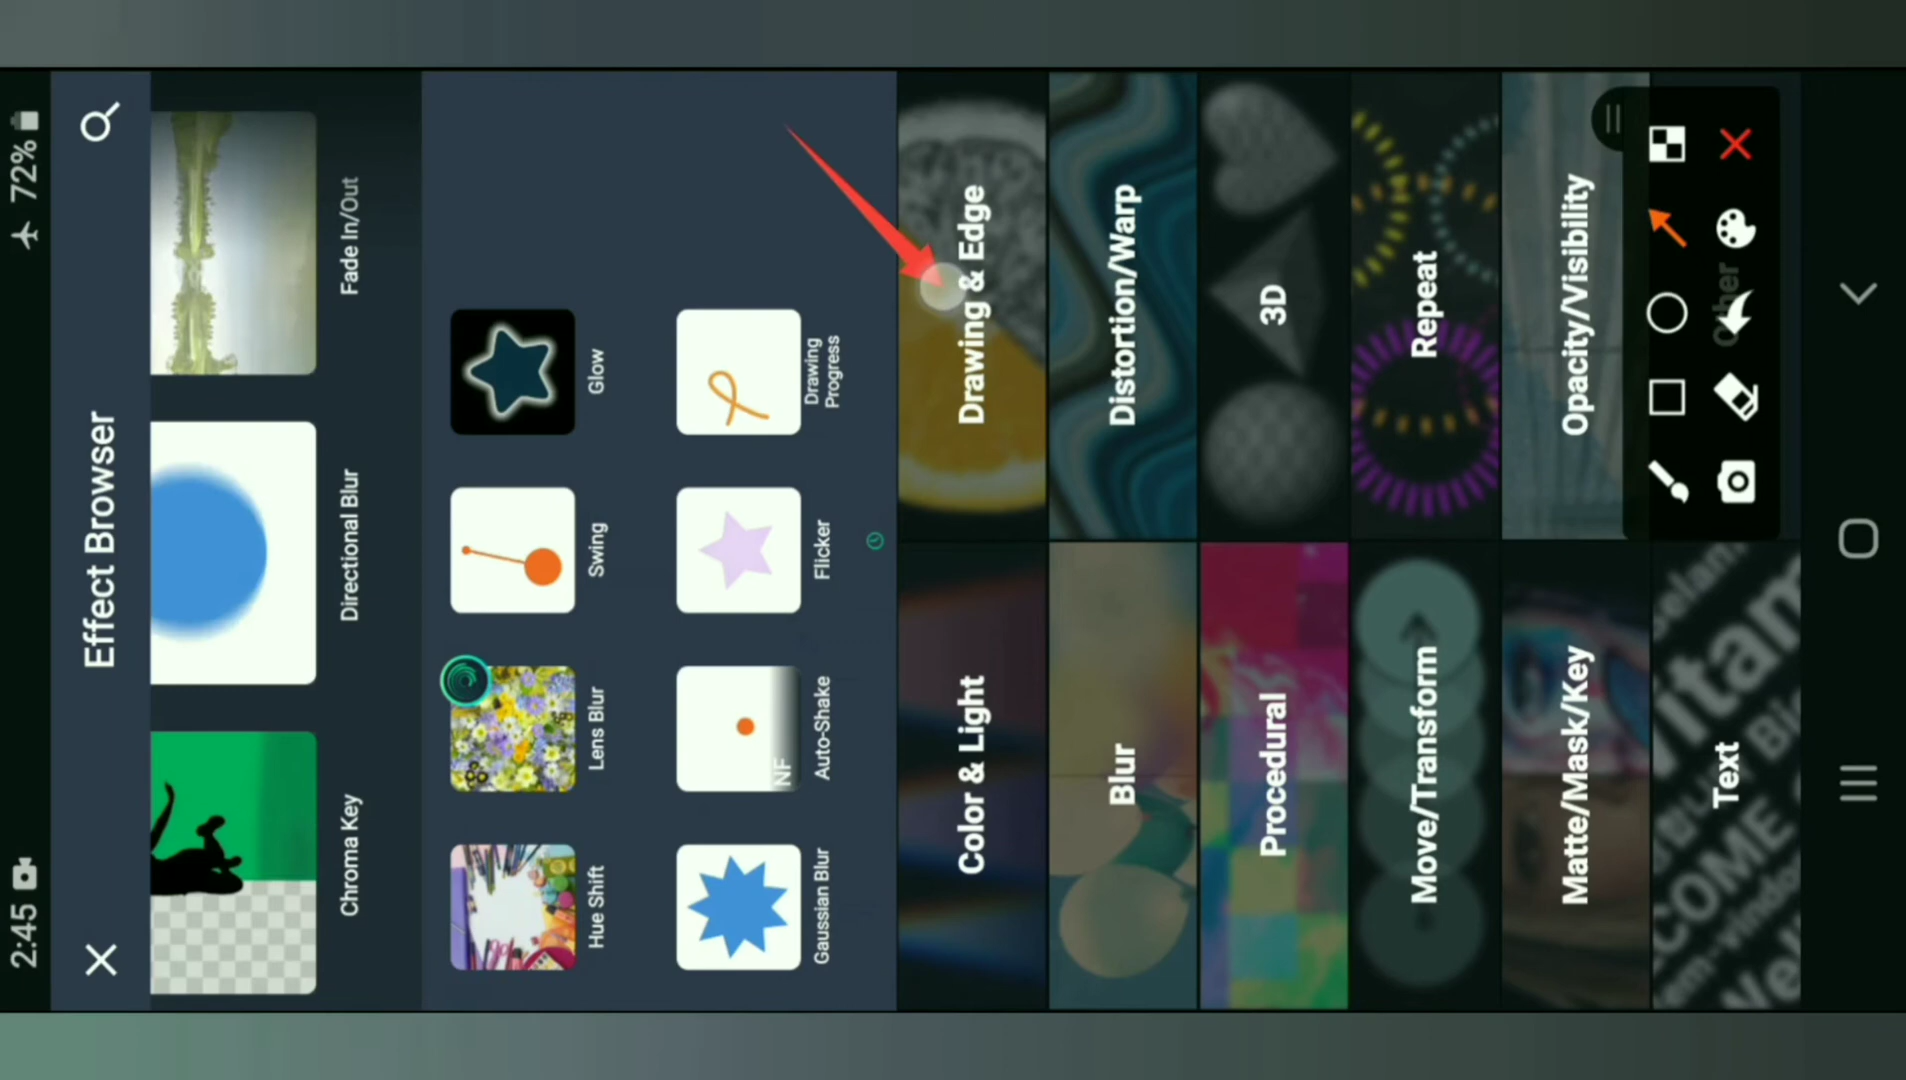 2:45
72%
Effect Browser
Chroma Key
Directional Blur
Fade In/Out
Hue Shift
Lens Blur
Swing
Glow
NF
Gaussian Blur
Auto-Shake
Flicker
Drawing
Progress
Color & Light
Drawing & Edge
Blur
Distortion/Warp
Procedural
3D
Move/Transform
Repeat
Matte/Mask/Key
Opacity/Visibility
Text
Other